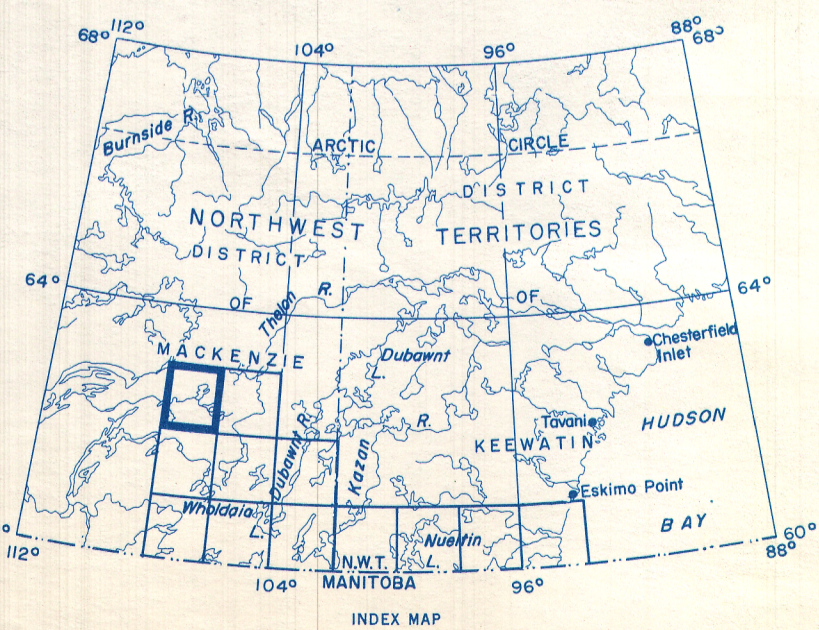 112°
88°
68°
104°
96°
68°
Burnside R.
ARCTIC CIRCLE
DISTRICT
NORTHWEST TERRITORIES
DISTRICT
64°
OF
Thelon R.
OF
64°
MACKENZIE
Dubawnt
L.
Chesterfield
Inlet
Dubawnt R.
Kazan R.
Tavani
HUDSON
KEEWATIN
Eskimo Point
Wholdaia
L.
Nueltin
L.
BAY
60°
112°
N.W.T.
88°
104°
MANITOBA
96°
INDEX MAP